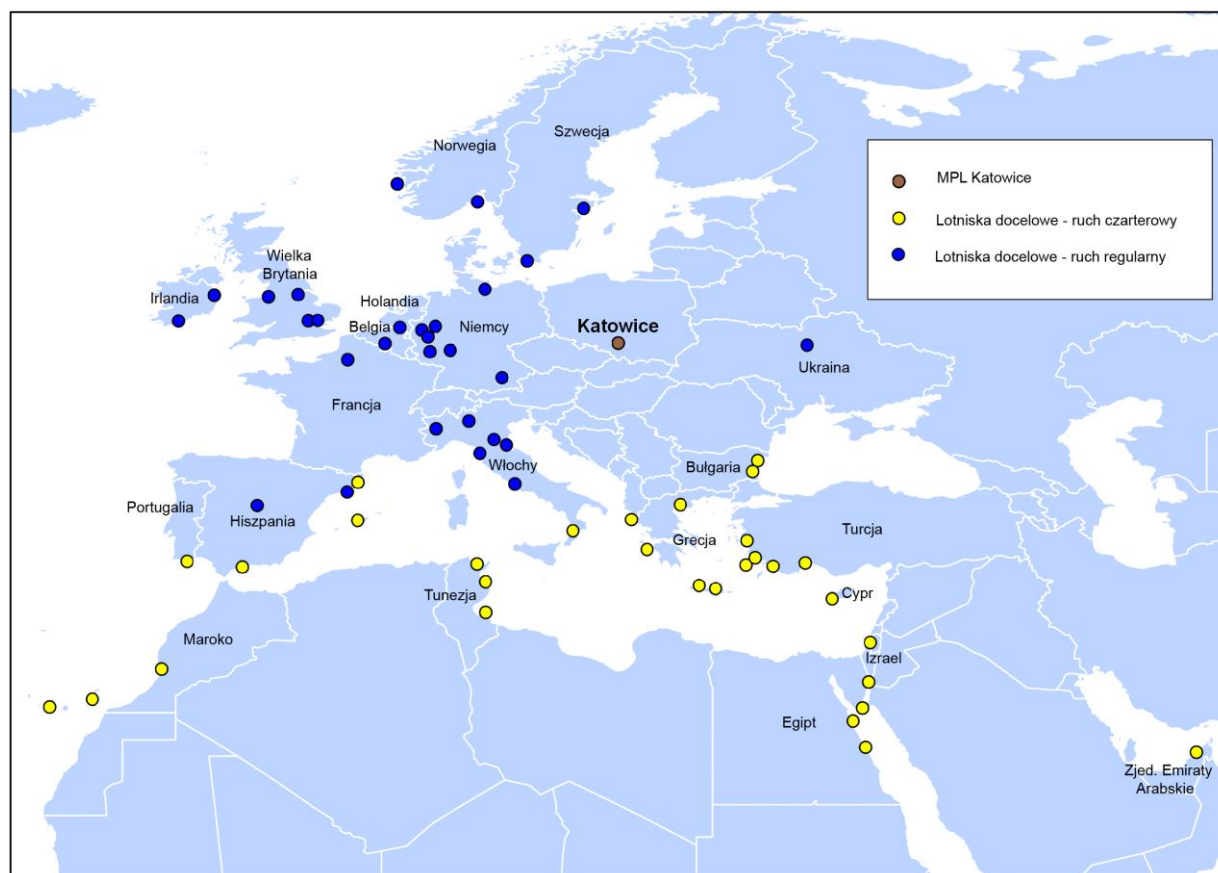 Szwecja
Norwegia
MPL Katowice
Lotniska docelowe - ruch czarterowy
Lotniska docelowe - ruch regularny
Wielka
Brytania
Irlandia
Holandia
Belgia
Niemcy
Katowice
Ukraina
Francja
Włochy
Bułgaria
Portugalia
Hiszpania
Grecja
Turcja
Tunezja
Cypr
Maroko
Izrael
Egipt
Zjed. Emiraty
Arabskie